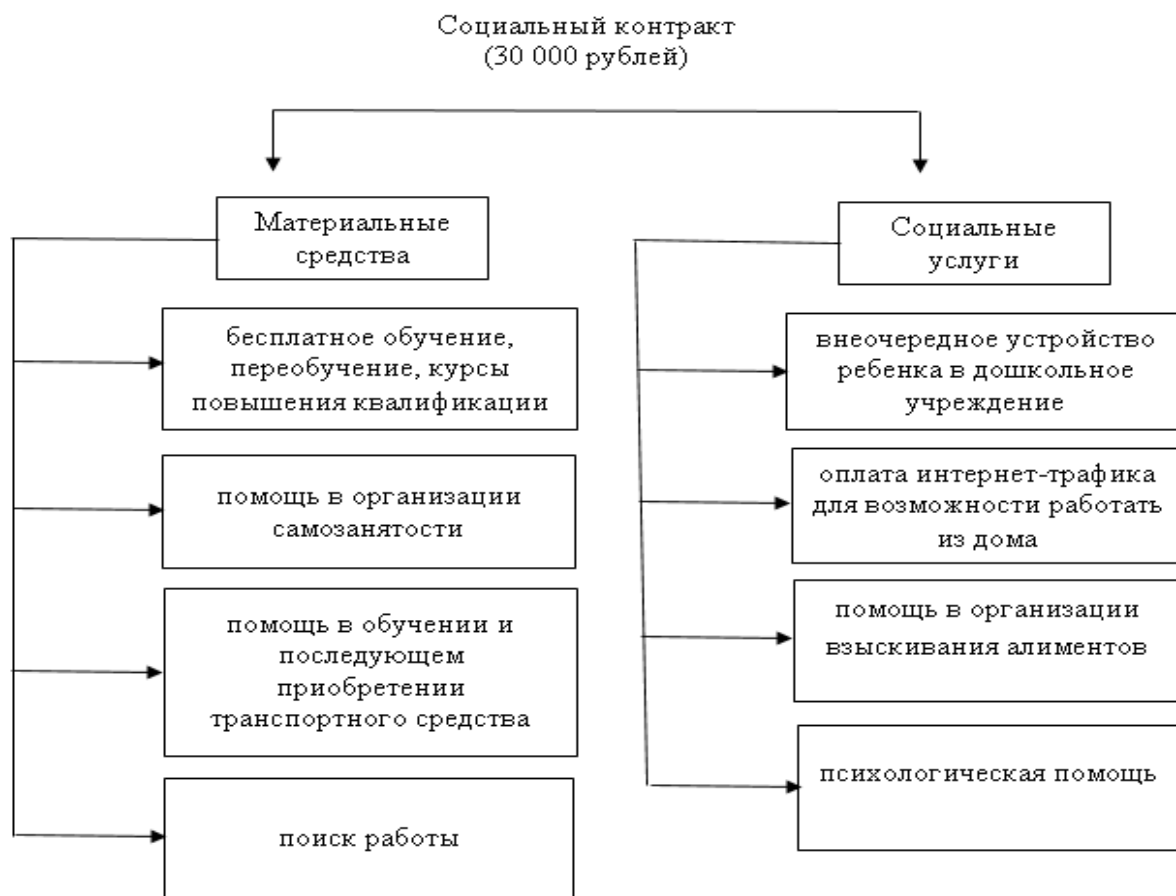 Социальный контракт
(30 000 рублей)
Материальные
средства
бесплатное обучение,
переобучение, курсы
повышения квалификации
помощь в организации
самозанятости
помощь в обучении и
последующем
приобретении
транспортного средства
поиск работы
Социальные
услуги
внеочередное устройство
ребенка в дошкольное
учреждение
оплата интернет-трафика
для возможности работать
из дома
помощь в организации
взыскивания алиментов
психологическая помощь